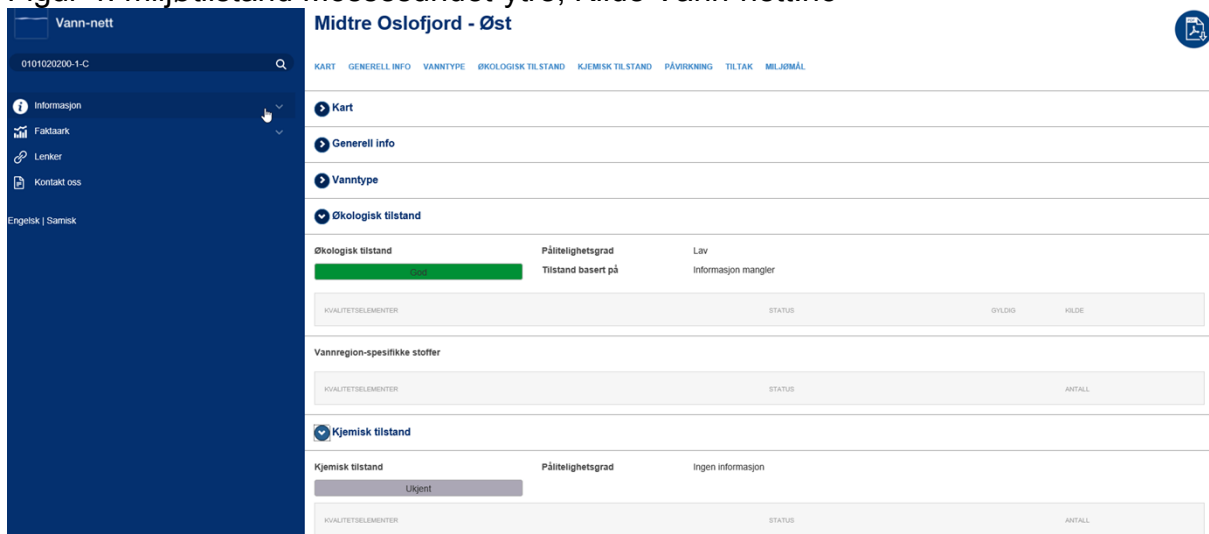 Vann-nett
0101020200-1-C
Informasjon
Faktaark
Lenker
Kontakt oss
Engelsk | Samisk
Midtre Oslofjord - Øst
KART GENERELL INFO VANNTYPE ØKOLOGISK TILSTAND KJEMISK TILSTAND PÅVIRKNING TILTAK MILJØMÅL
Kart
Generell info
Vanntype
Økologisk tilstand
Økologisk tilstand Pålitelighetsgrad Lav
God Tilstand basert på Informasjon mangler
KVALITETSELEMENTER STATUS GYLDIG KILDE
Vannregion-spesifikke stoffer
KVALITETSELEMENTER STATUS ANTALL
Kjemisk tilstand
Kjemisk tilstand Pålitelighetsgrad Ingen informasjon
Ukjent
KVALITETSELEMENTER STATUS ANTALL